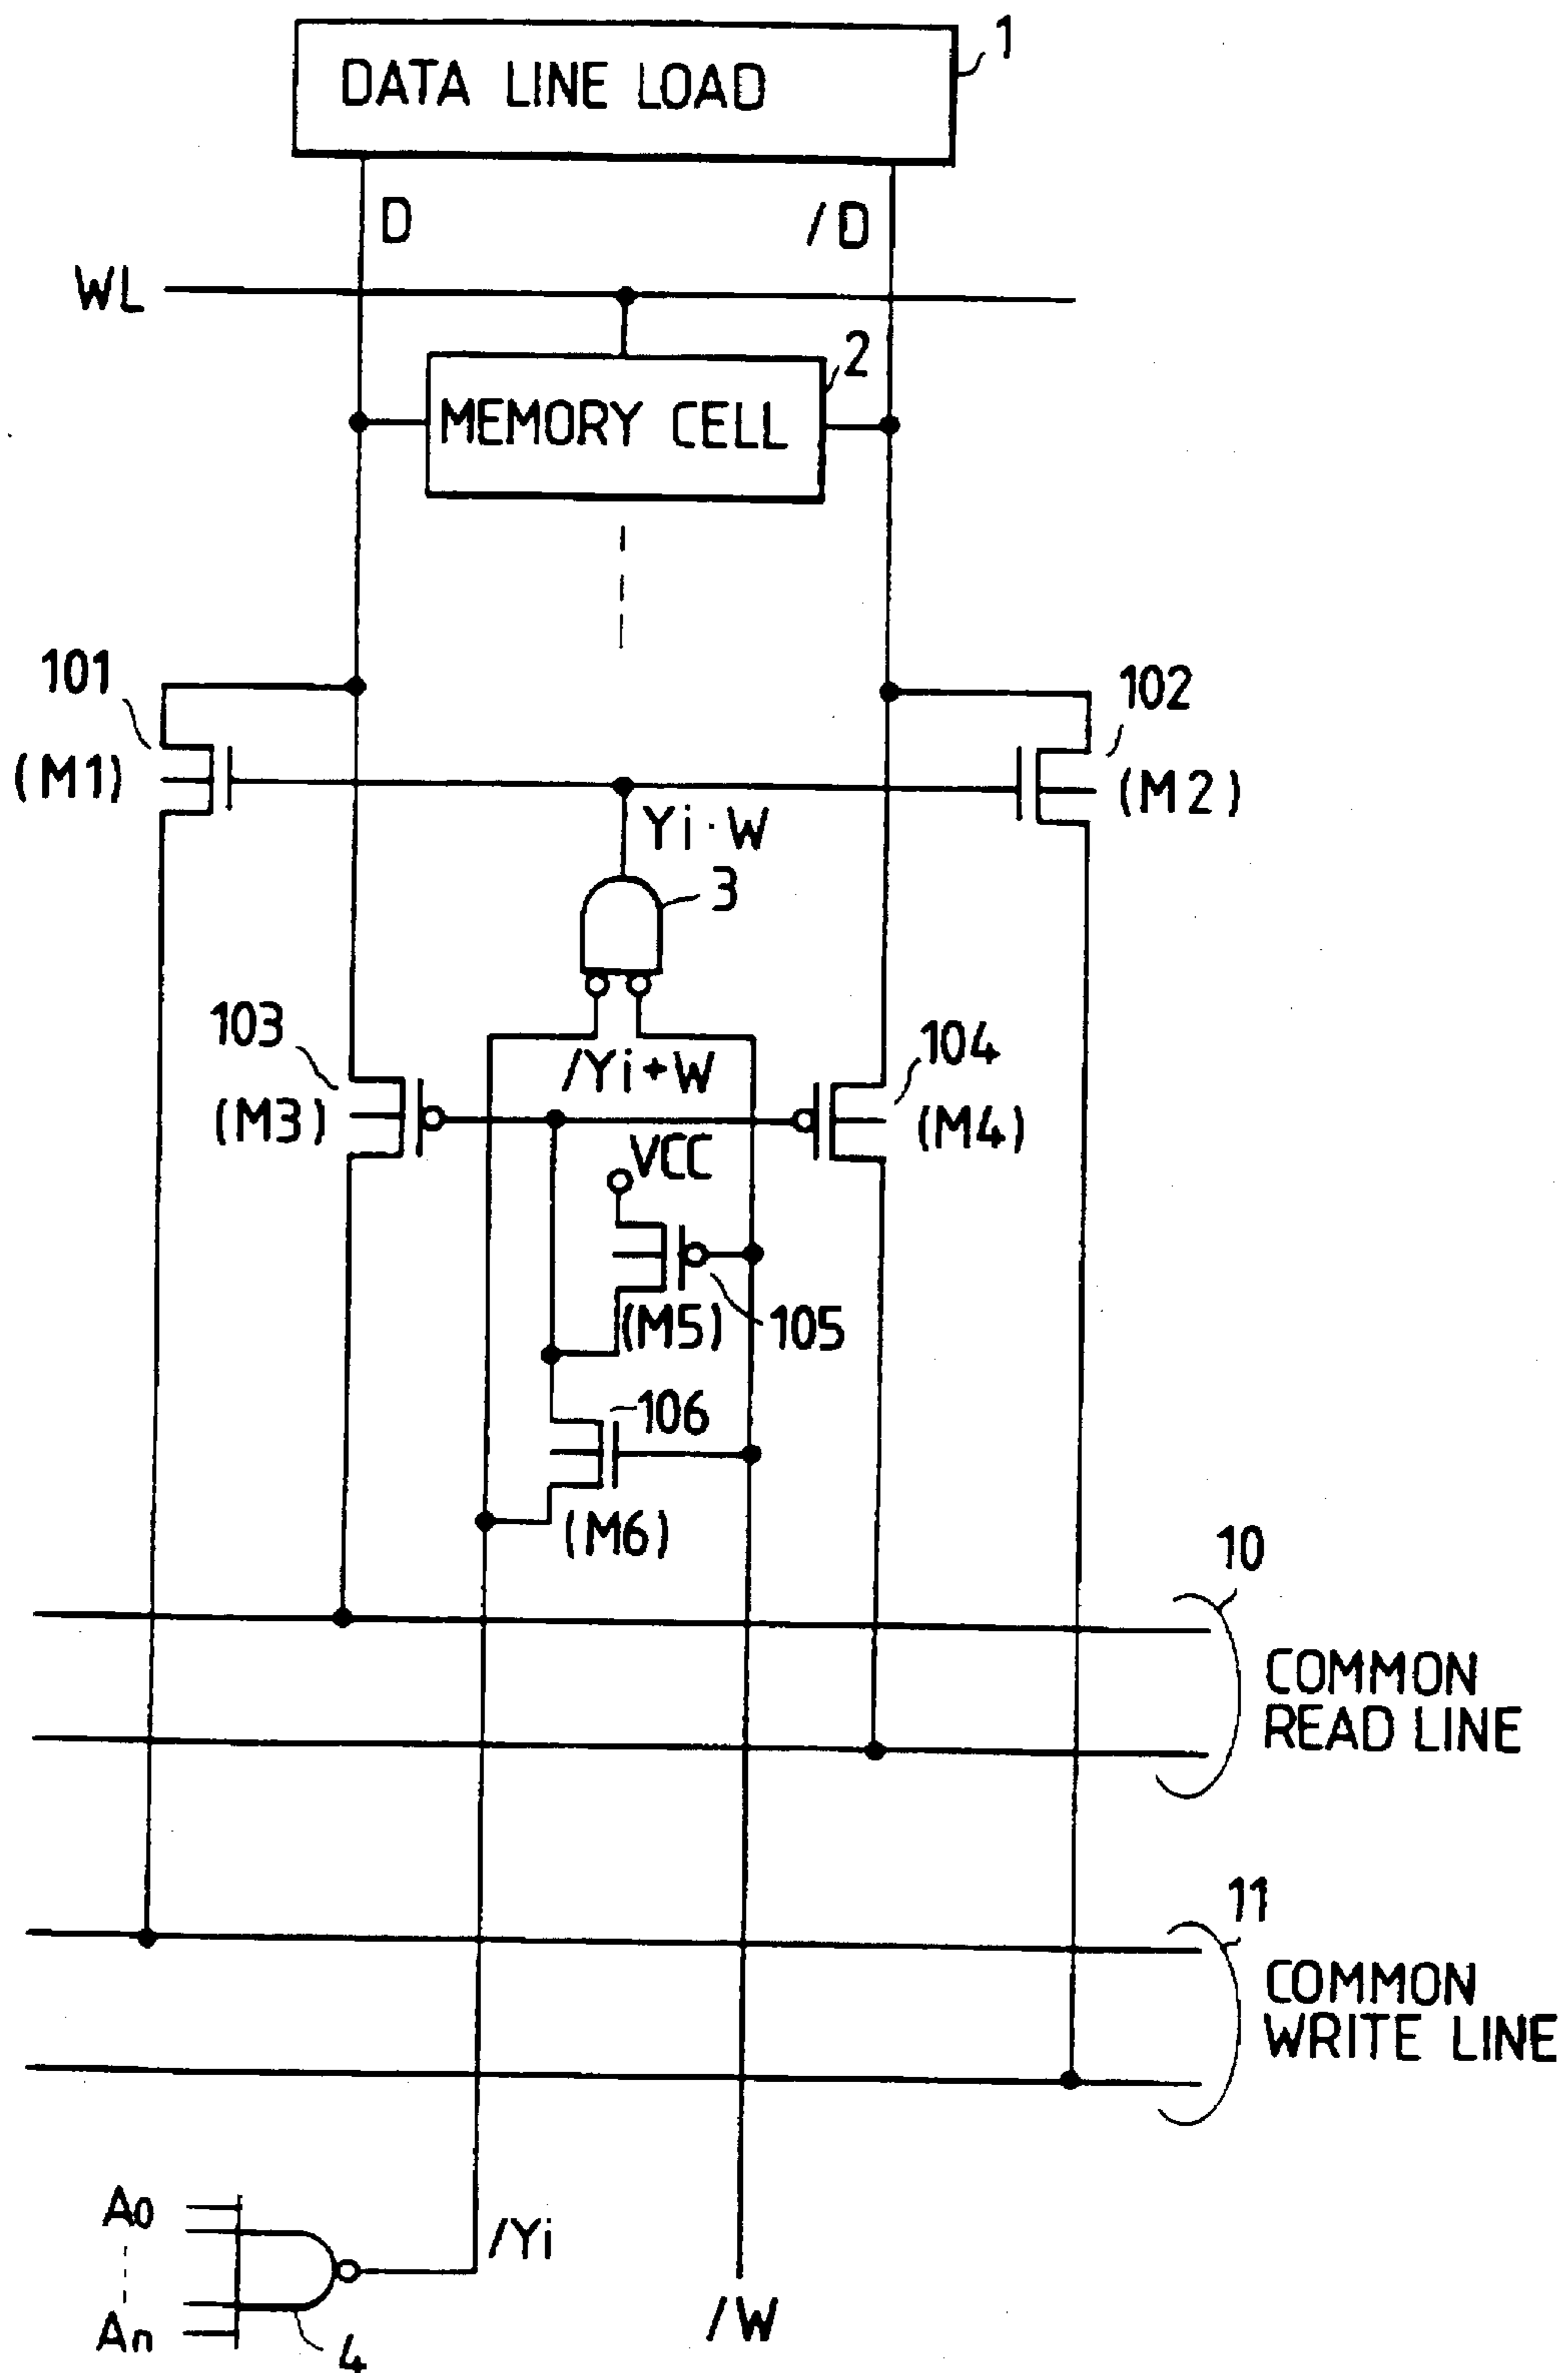 1
DATA LINE LOAD
D
/D
WL
2
MEMORY CELL
101
102
(M1)
(M2)
Yi·W
3
103
104
/Yi+W
(M3)
(M4)
VCC
(M5)
105
106
(M6)
10
COMMON
READ LINE
11
COMMON
WRITE LINE
A0
/Yi
An
4
/W